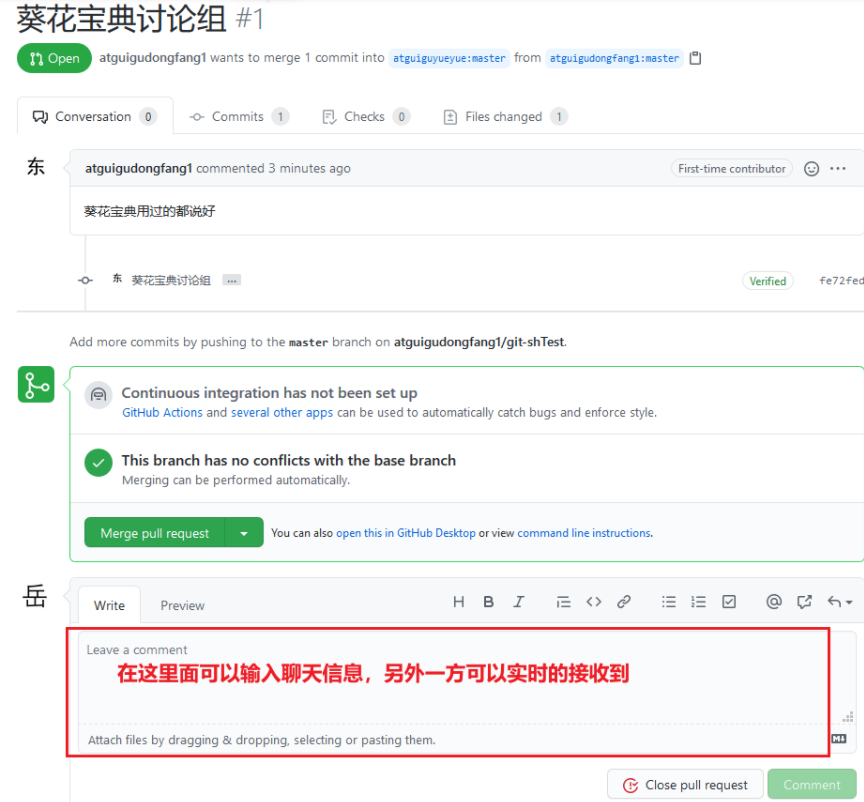 葵花宝典讨论组 #1
Open atguigudongfang1 wants to merge 1 commit into atguiguyueyue:master from atguigudongfang1:master
Conversation 0 Commits 1 Checks 0 Files changed 1
东
atguigudongfang1 commented 3 minutes ago First-time contributor
葵花宝典用过的都说好
东 葵花宝典讨论组 … Verified fe72fed
Add more commits by pushing to the master branch on atguigudongfang1/git-shTest.
Continuous integration has not been set up
GitHub Actions and several other apps can be used to automatically catch bugs and enforce style.
This branch has no conflicts with the base branch
Merging can be performed automatically.
Merge pull request You can also open this in GitHub Desktop or view command line instructions.
岳
Write Preview H B I
Leave a comment
在这里面可以输入聊天信息，另外一方可以实时的接收到
Attach files by dragging & dropping, selecting or pasting them.
Close pull request Comment